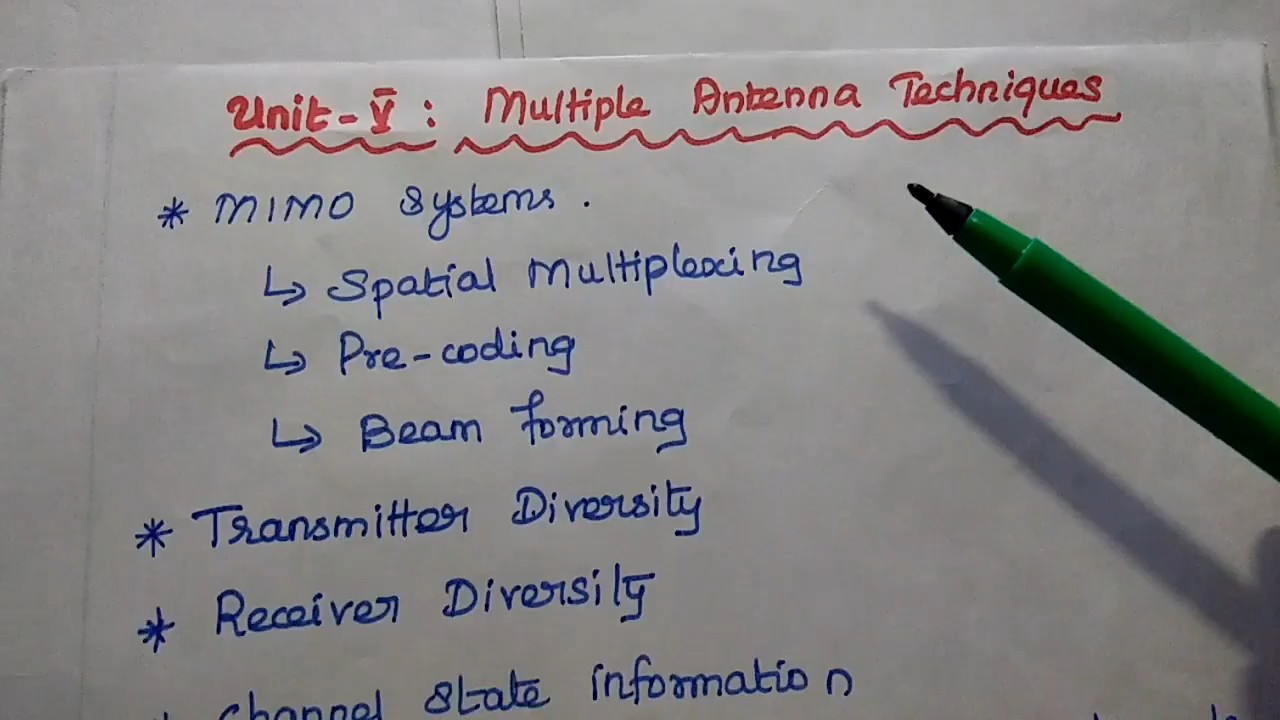 Unit-V : Multiple Antenna Techniques
* MIMO Systems.
↳ Spatial Multiplexing
↳ Pre-coding
↳ Beam forming
* Transmitter Diversity
* Receiver Diversity
* Channel State Information